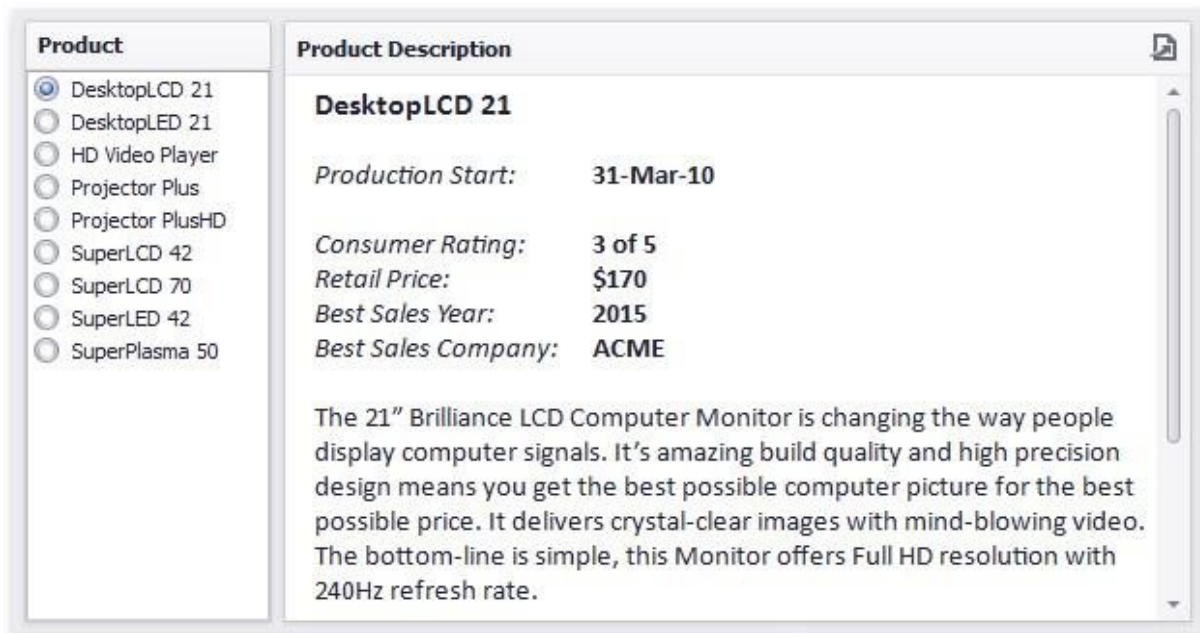 Product
DesktopLCD 21
DesktopLED 21
HD Video Player
Projector Plus
Projector PlusHD
SuperLCD 42
SuperLCD 70
SuperLED 42
SuperPlasma 50
Product Description
DesktopLCD 21
Production Start: 31-Mar-10
Consumer Rating: 3 of 5
Retail Price: $170
Best Sales Year: 2015
Best Sales Company: ACME
The 21” Brilliance LCD Computer Monitor is changing the way people
display computer signals. It’s amazing build quality and high precision
design means you get the best possible computer picture for the best
possible price. It delivers crystal-clear images with mind-blowing video.
The bottom-line is simple, this Monitor offers Full HD resolution with
240Hz refresh rate.